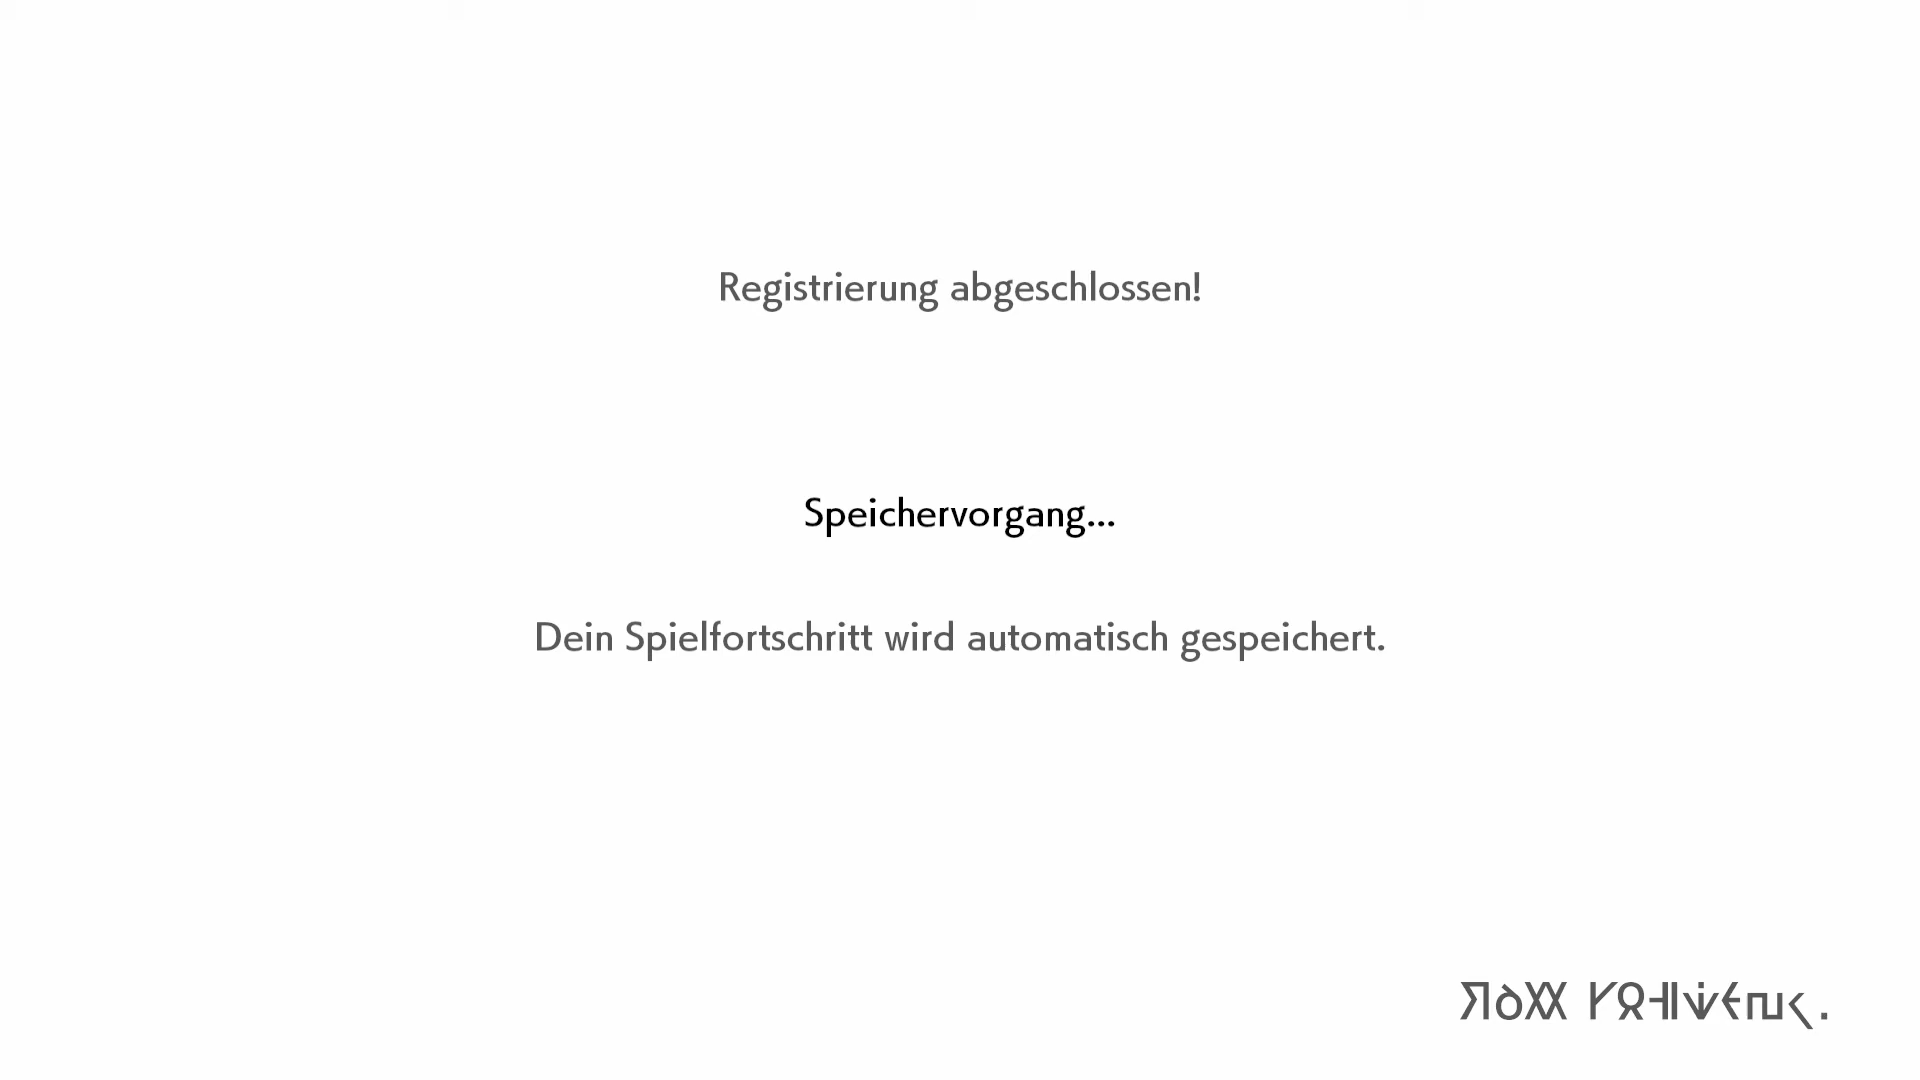 Registrierung abgeschlossen!
Speichervorgang...
Dein Spielfortschritt wird automatisch gespeichert.